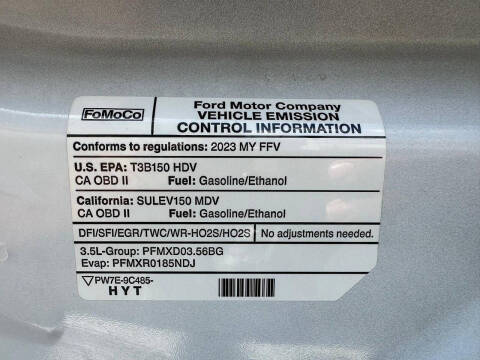 FoMoCo
Ford Motor Company
VEHICLE EMISSION
CONTROL INFORMATION
Conforms to regulations: 2023 MY FFV
U.S. EPA: T3B150 HDV
CA OBD II Fuel: Gasoline/Ethanol
California: SULEV150 MDV
CA OBD II Fuel: Gasoline/Ethanol
DFI/SFI/EGR/TWC/WR-HO2S/HO2S No adjustments needed.
3.5L-Group: PFMXD03.56BG
Evap: PFMXR0185NDJ
PW7E-9C485-
HYT